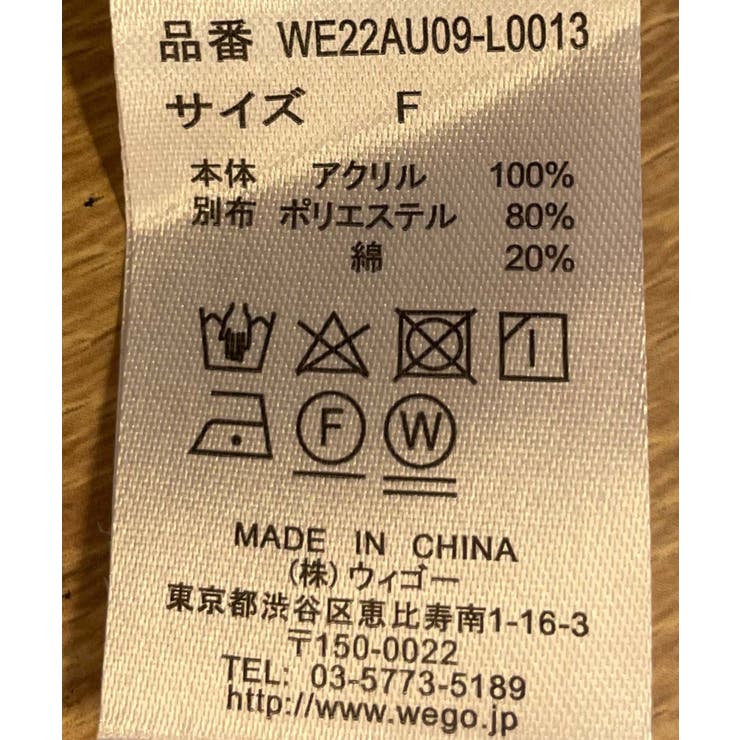 品番 WE22AU09-L0013
サイズ F
本体 アクリル 100%
別布 ポリエステル 80%
綿 20%
F W
MADE IN CHINA
(株)ウィゴー
東京都渋谷区恵比寿南1-16-3
〒150-0022
TEL: 03-5773-5189
http://www.wego.jp